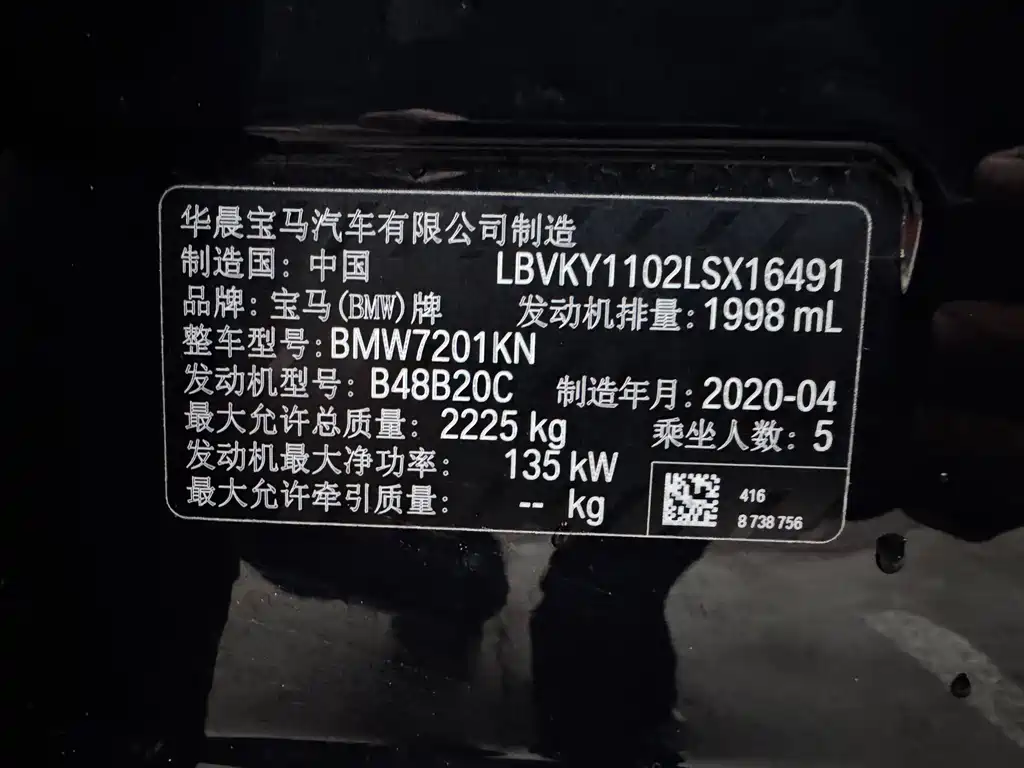 华晨宝马汽车有限公司制造
制造国：中国 LBVKY1102LSX16491
品牌：宝马(BMW)牌 发动机排量：1998 mL
整车型号：BMW7201KN
发动机型号：B48B20C 制造年月：2020-04
最大允许总质量：2225 kg 乘坐人数：5
发动机最大净功率：135 kW
最大允许牵引质量：-- kg
416
8 738 756